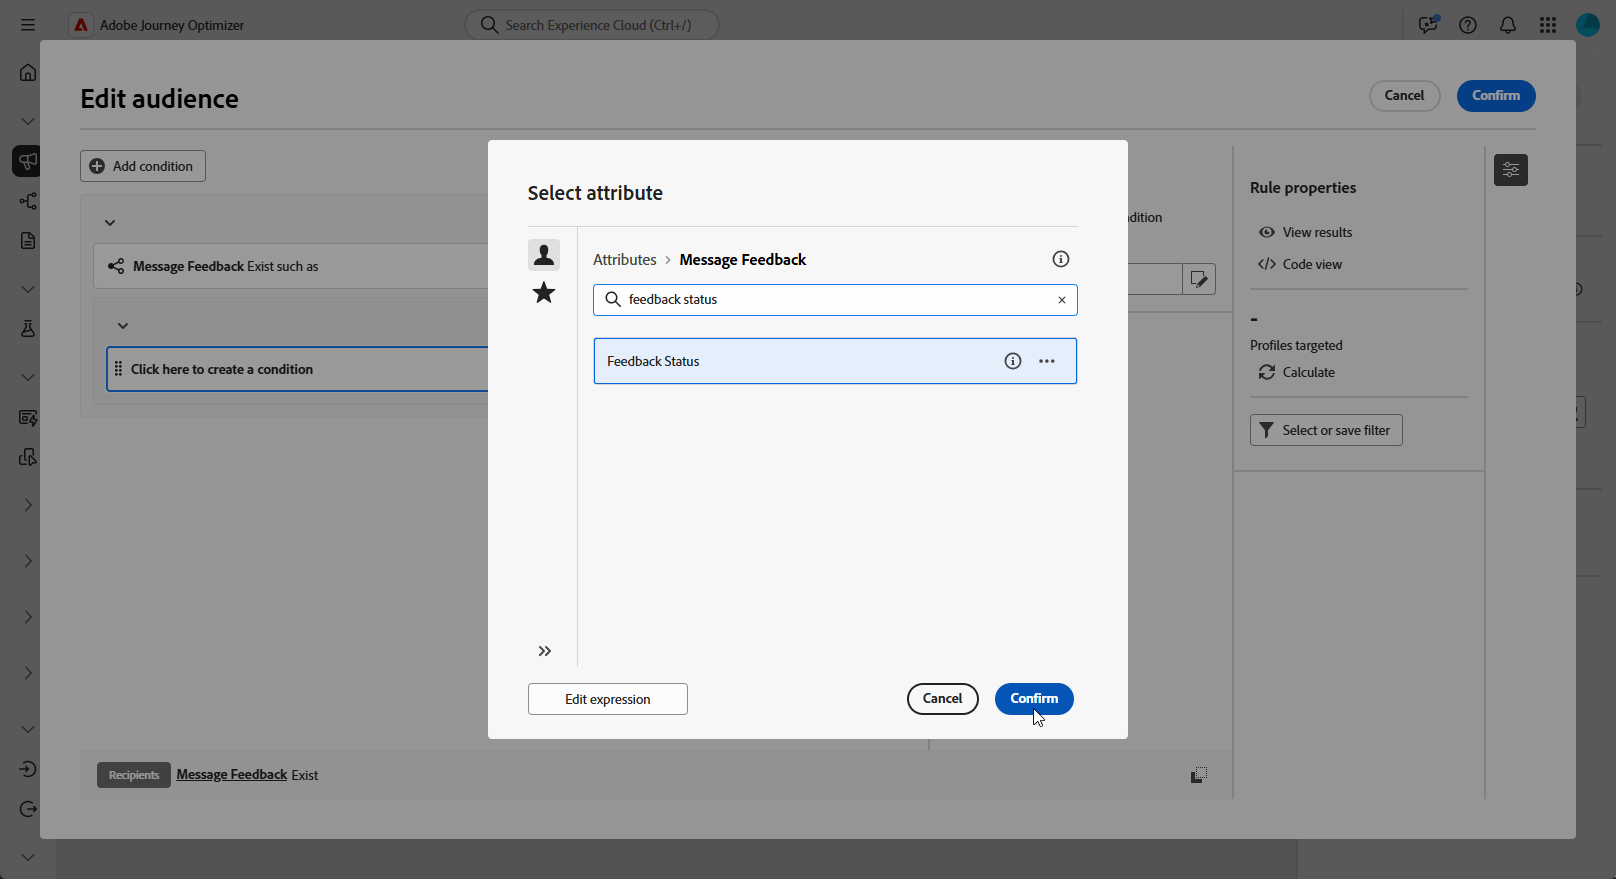 Adobe Journey Optimizer
Search Experience Cloud (Ctrl+/)
Edit audience
Cancel
Confirm
Add condition
Message Feedback Exist such as
Click here to create a condition
Select attribute
Attributes › Message Feedback
feedback status
Feedback Status
Edit expression
Cancel
Confirm
dition
Rule properties
View results
Code view
-
Profiles targeted
Calculate
Select or save filter
Recipients Message Feedback Exist